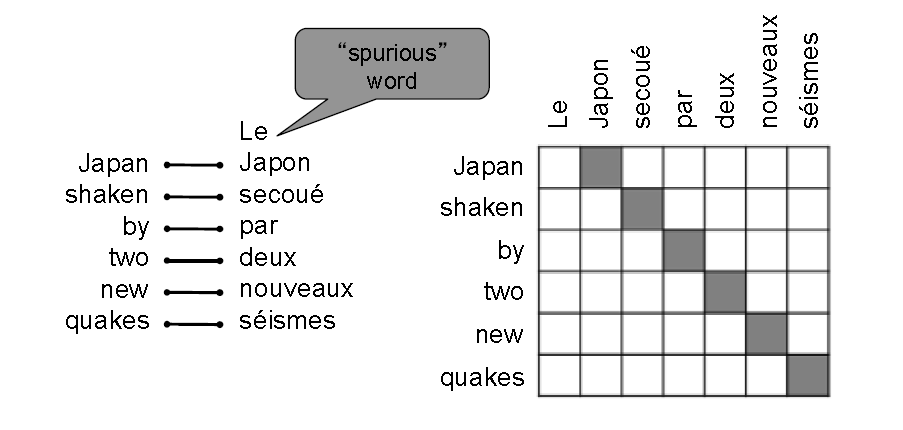 “spurious”
word
Le
Japan Japon
shaken secoué
by par
two deux
new nouveaux
quakes séismes
Le Japon secoué par deux nouveaux séismes
Japan
shaken
by
two
new
quakes